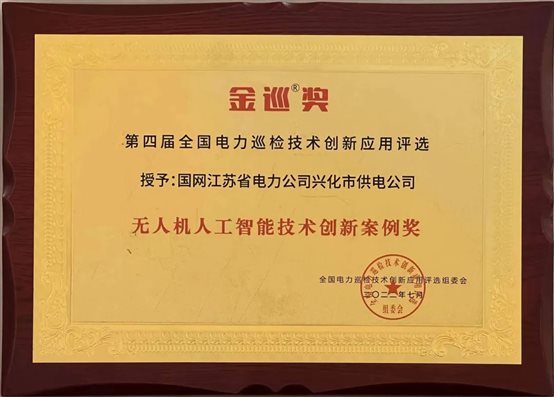 金巡®奖
第四届全国电力巡检技术创新应用评选
授予:国网江苏省电力公司兴化市供电公司
无人机人工智能技术创新案例奖
全国电力巡检技术创新应用评选组委会
二〇二二年七月
组委会